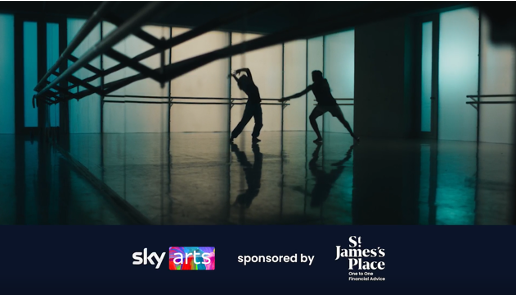 sky arts sponsored by
St.
James's
Place
One to One
Financial Advice